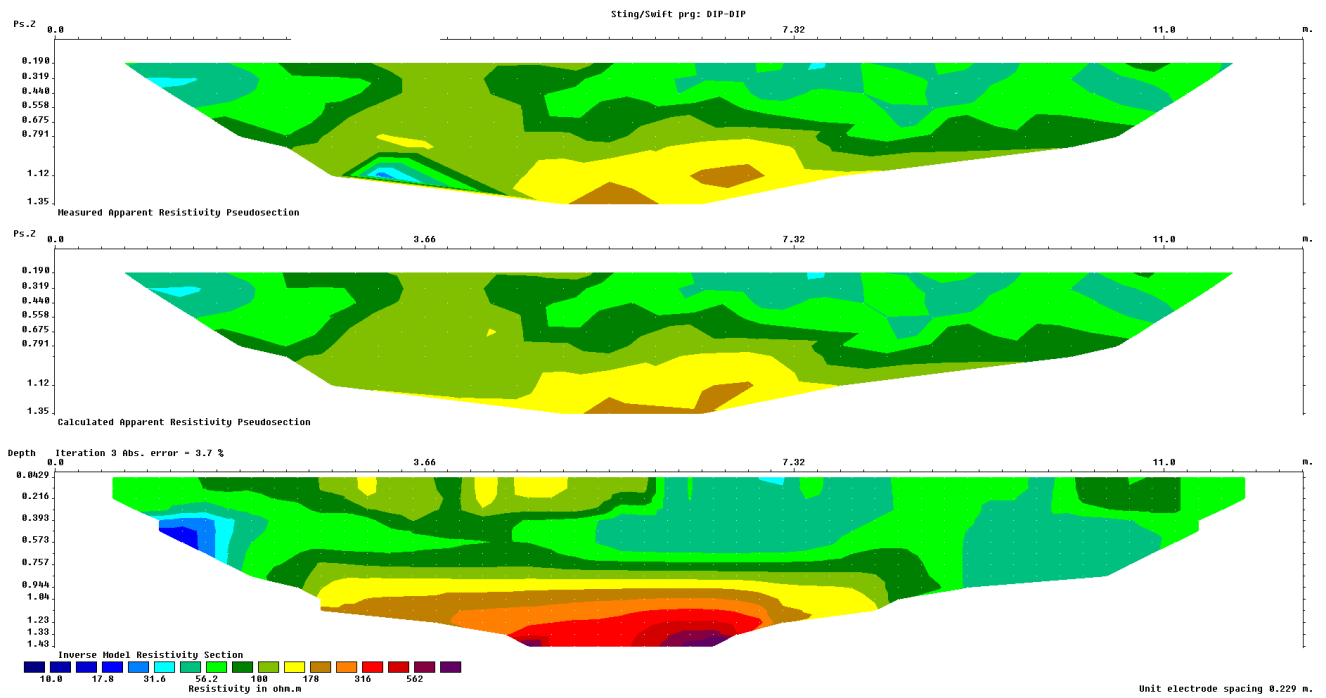 Sting/Swift prg: DIP-DIP
Ps.Z 0.0 7.32 11.0 m.
0.190
0.319
0.440
0.558
0.675
0.791
1.12
1.35
Measured Apparent Resistivity Pseudosection
Ps.Z 0.0 3.66 7.32 11.0 m.
0.190
0.319
0.440
0.558
0.675
0.791
1.12
1.35
Calculated Apparent Resistivity Pseudosection
Depth Iteration 3 Abs. error = 3.7 %
0.0 3.66 7.32 11.0 m.
0.0429
0.216
0.393
0.573
0.757
0.944
1.04
1.23
1.33
1.43
Inverse Model Resistivity Section
10.0 17.8 31.6 56.2 100 178 316 562
Resistivity in ohm.m
Unit electrode spacing 0.229 m.